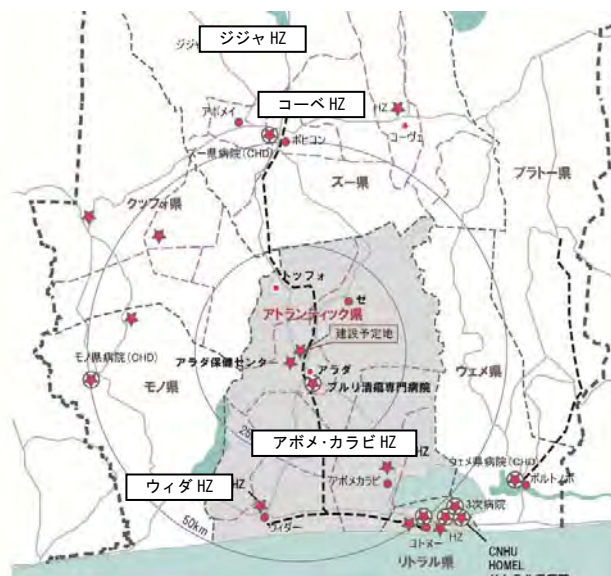 ジジャ HZ
ジジ
コーベ HZ
アボメイ
HZ
コーヴェ
ボヒコン
ズー県病院(CHD)
ズー県
プラトー県
クッフォ県
トッフォ
ゼ
アトランティック県
建設予定地
モノ県病院(CHD)
アラダ保健センター
アラダ
ブルリ潰瘍専門病院
モノ県
ウェメ県
アボメ・カラビ HZ
HZ
ウェメ県病院(CHD)
ウィダ HZ
HZ
アボメカラビ
ポルトノボ
50km
ウィダー
3次病院
コトヌー
HZ
リトラル県
CNHU
HOMEL